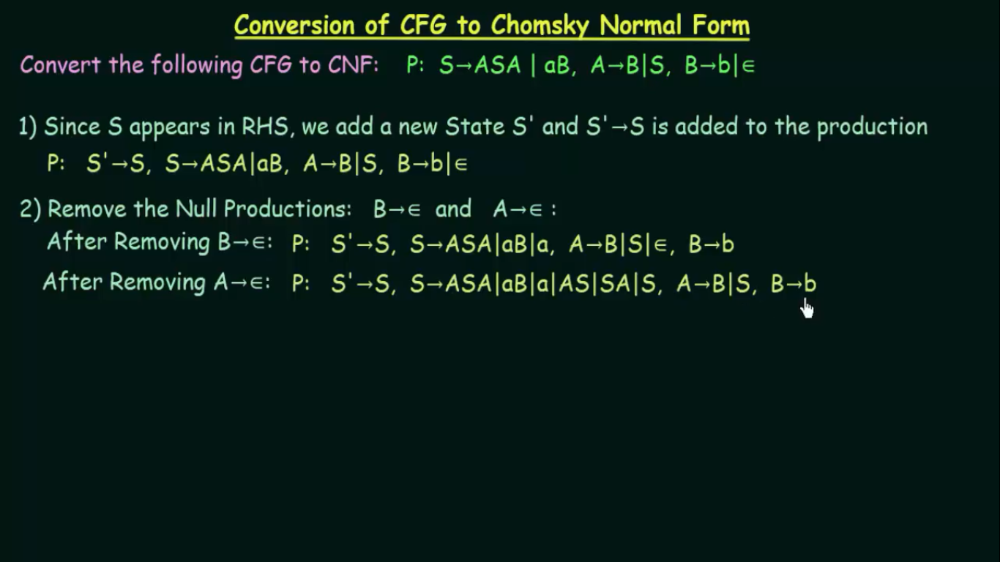 Conversion of CFG to Chomsky Normal Form
Convert the following CFG to CNF: P: S→ASA | aB, A→B|S, B→b|∈
1) Since S appears in RHS, we add a new State S' and S'→S is added to the production
P: S'→S, S→ASA|aB, A→B|S, B→b|∈
2) Remove the Null Productions: B→∈ and A→∈ :
After Removing B→∈: P: S'→S, S→ASA|aB|a, A→B|S|∈, B→b
After Removing A→∈: P: S'→S, S→ASA|aB|a|AS|SA|S, A→B|S, B→b